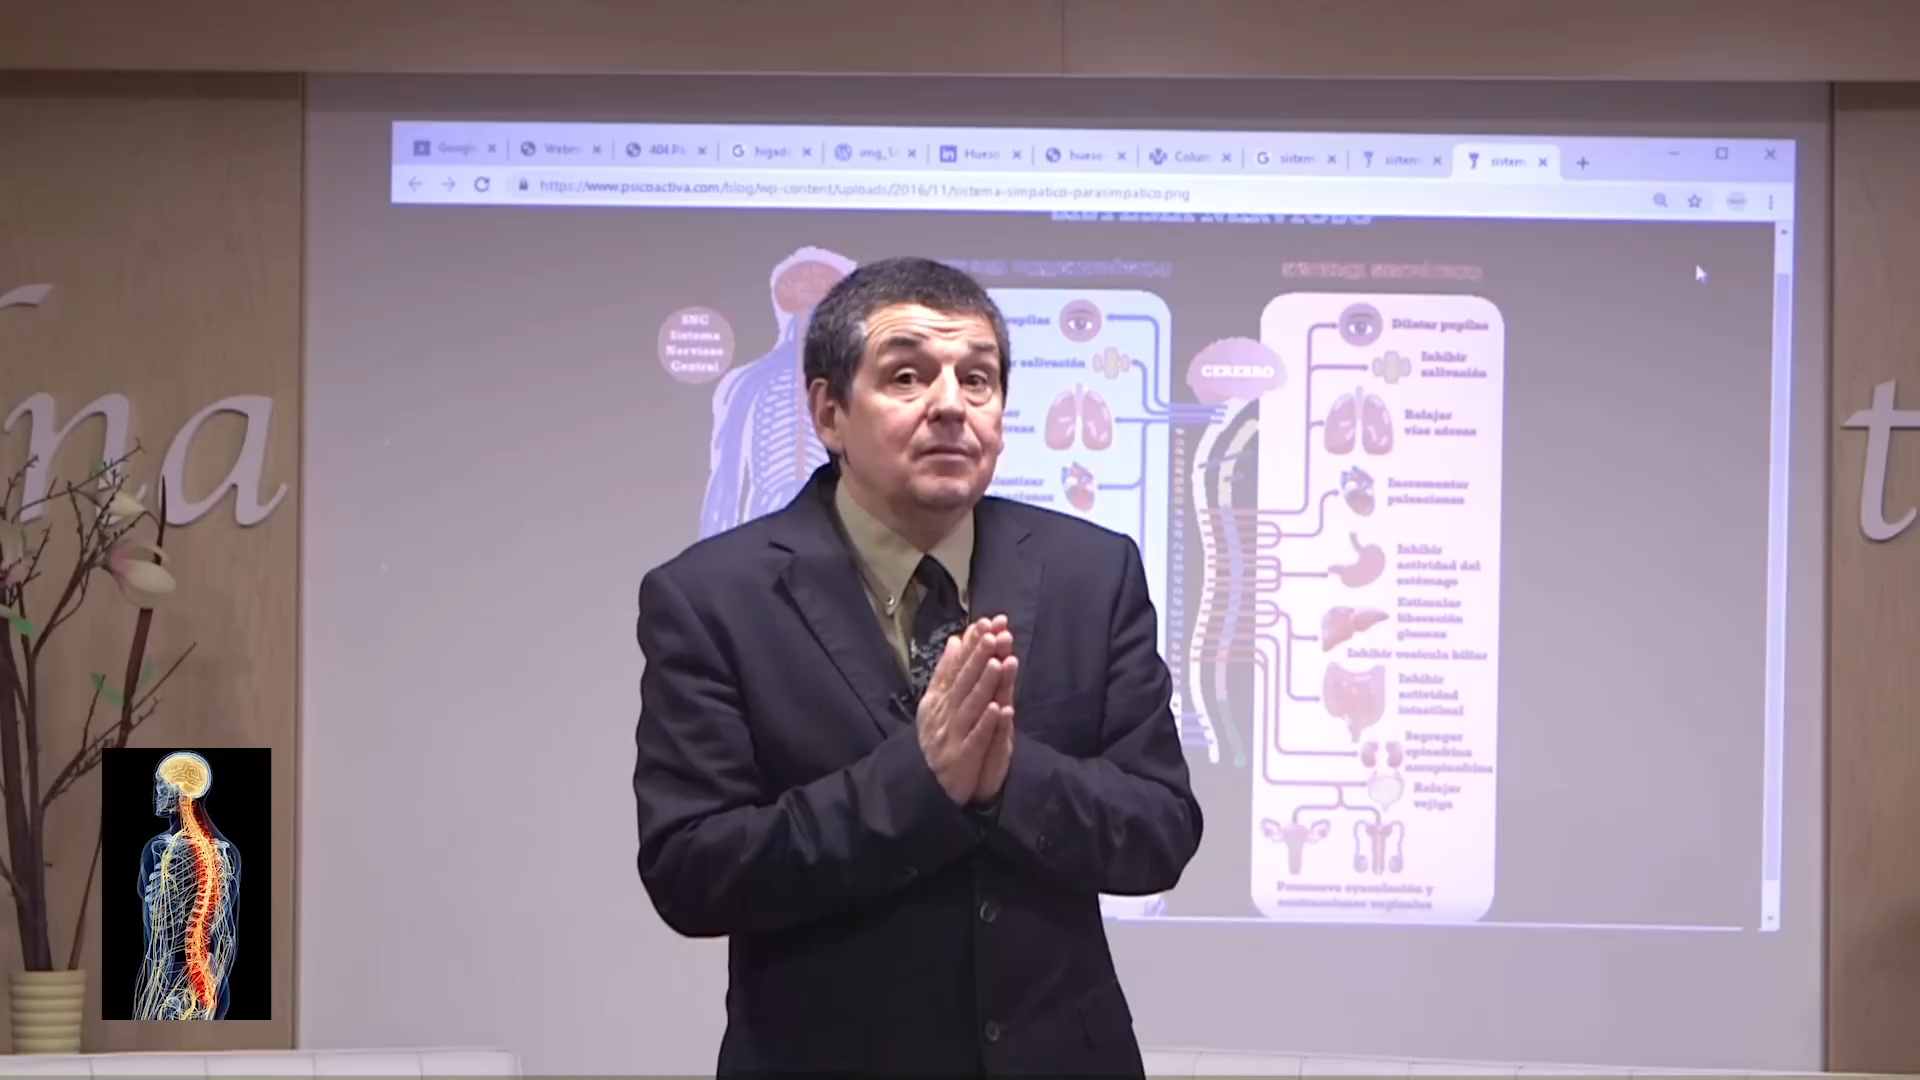 na
t
Google
404 Pá
higad
img_1
Hueso
hueso
Colum
sistem
sistem
sistem
https://www.psicoactiva.com/blog/wp-content/uploads/2016/11/sistema-simpatico-parasimpatico.png
SNC
Sistema
Nervioso
Central
pupilas
salivación
CEREBRO
Dilatar pupilas
Inhibir
salivación
Relajar
vías aéreas
Incrementar
pulsaciones
Inhibir
actividad del
estómago
Estimular
liberación
glucosa
Inhibir vesícula biliar
Inhibir
actividad
intestinal
Segregar
epinefrina
norepinefrina
Relajar
vejiga
Promueve eyaculación y
contracciones vaginales